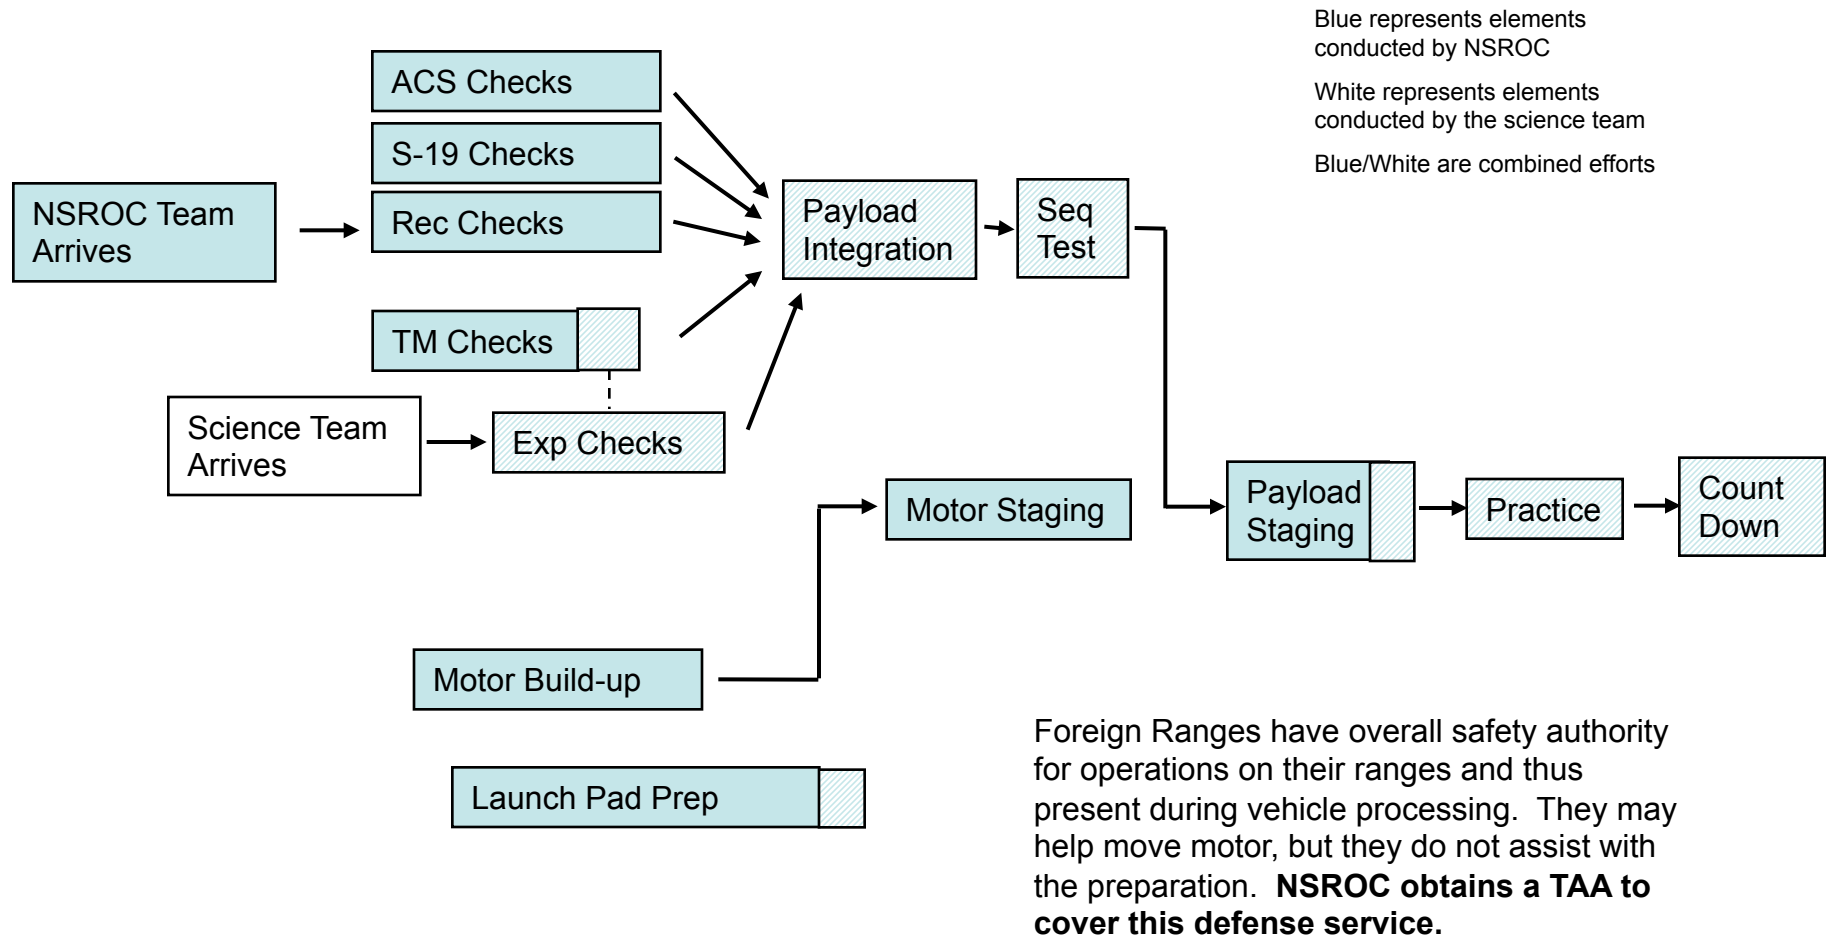 Blue represents elements
conducted by NSROC
White represents elements
conducted by the science team
Blue/White are combined efforts
ACS Checks
S-19 Checks
Rec Checks
NSROC Team
Arrives
Payload
Integration
Seq
Test
TM Checks
Science Team
Arrives
Exp Checks
Motor Staging
Payload
Staging
Practice
Count
Down
Motor Build-up
Launch Pad Prep
Foreign Ranges have overall safety authority
for operations on their ranges and thus
present during vehicle processing.  They may
help move motor, but they do not assist with
the preparation.  NSROC obtains a TAA to
cover this defense service.